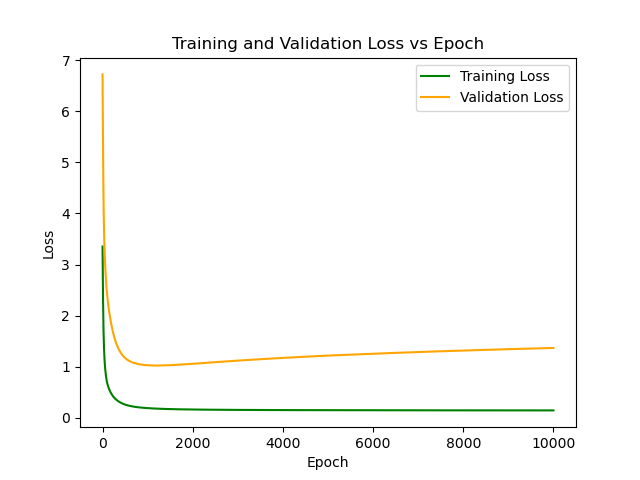 Training and Validation Loss vs Epoch
Training Loss
Validation Loss
7
6
5
4
3
2
1
0
Loss
0 2000 4000 6000 8000 10000
Epoch